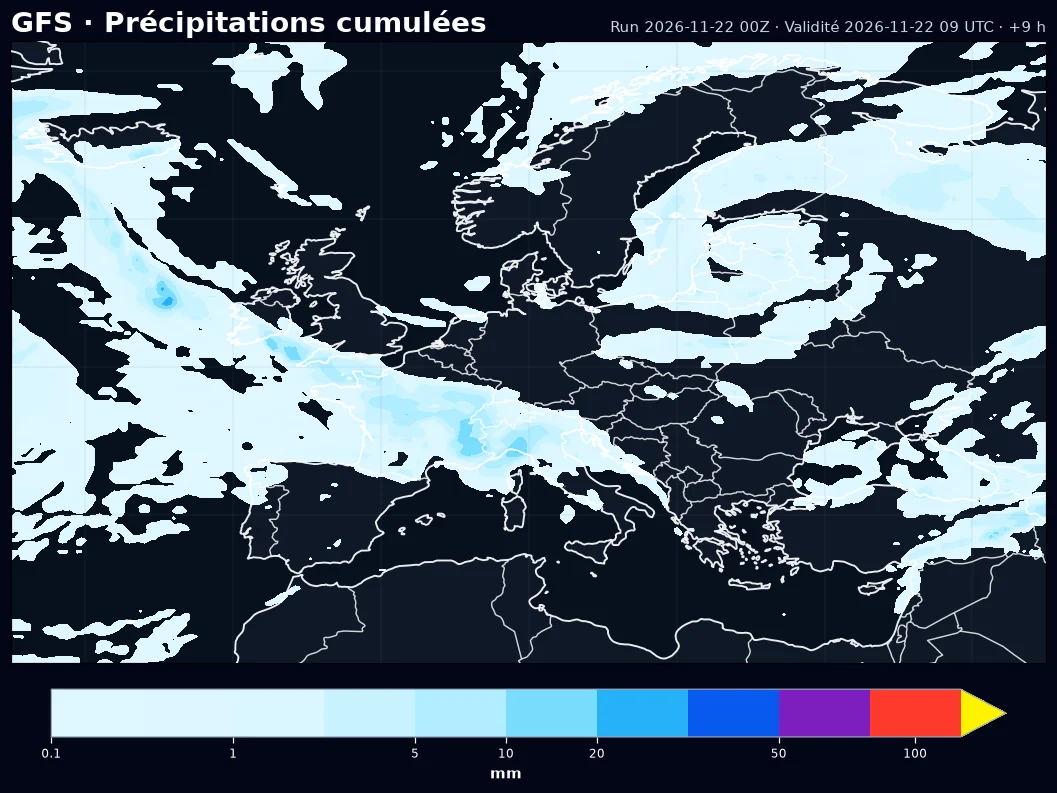 GFS · Précipitations cumulées
Run 2026-11-22 00Z · Validité 2026-11-22 09 UTC · +9 h
0.1 1 5 10 20 50 100
mm